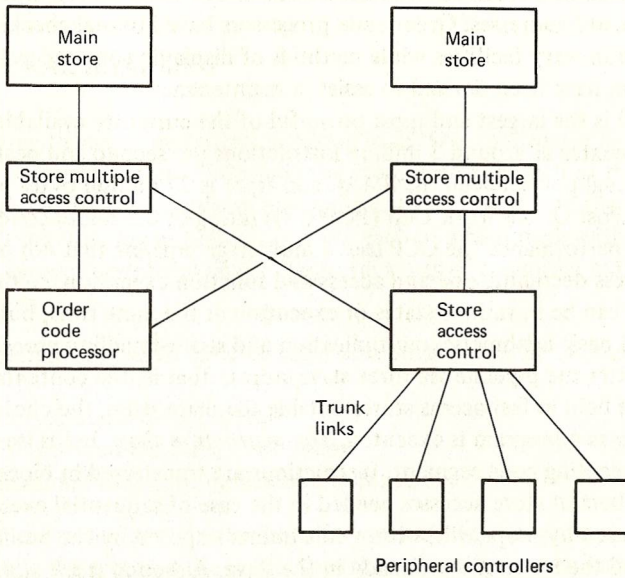 Main
store
Main
store
Store multiple
access control
Store multiple
access control
Order
code
processor
Store
access
control
Trunk
links
Peripheral controllers